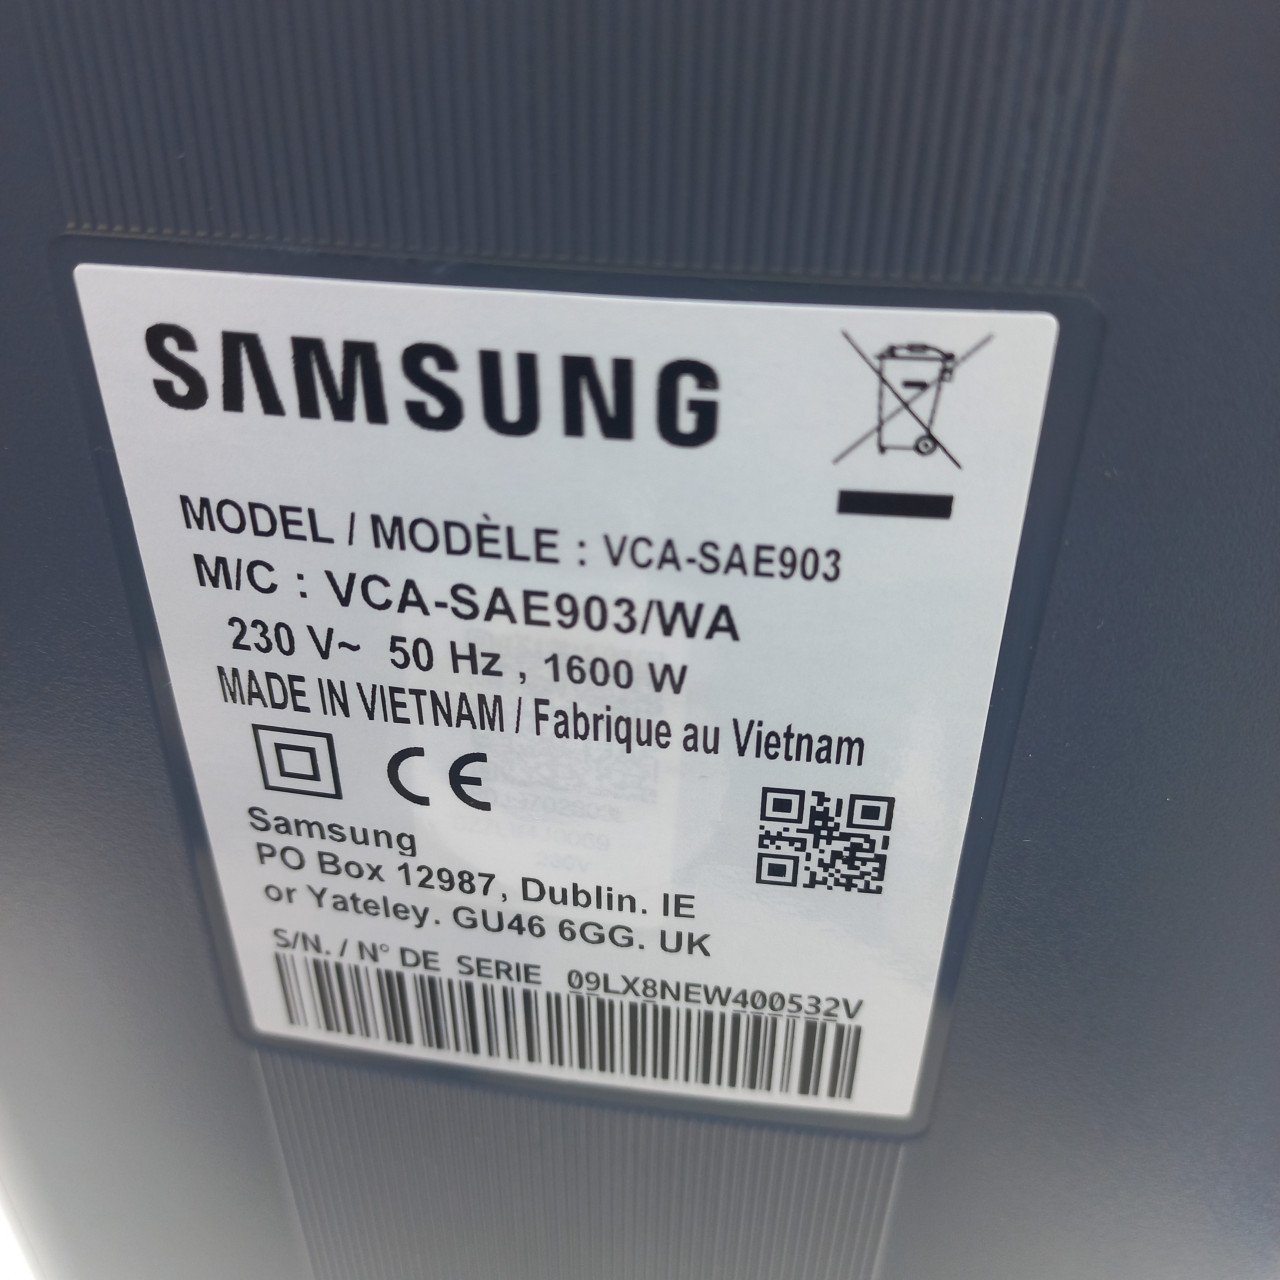 SAMSUNG
MODEL / MODÈLE : VCA-SAE903
M/C : VCA-SAE903/WA
230 V~ 50 Hz , 1600 W
MADE IN VIETNAM / Fabrique au Vietnam
CE
Samsung
PO Box 12987, Dublin. IE
or Yateley. GU46 6GG. UK
S/N. / N° DE SERIE 09LX8NEW400532V